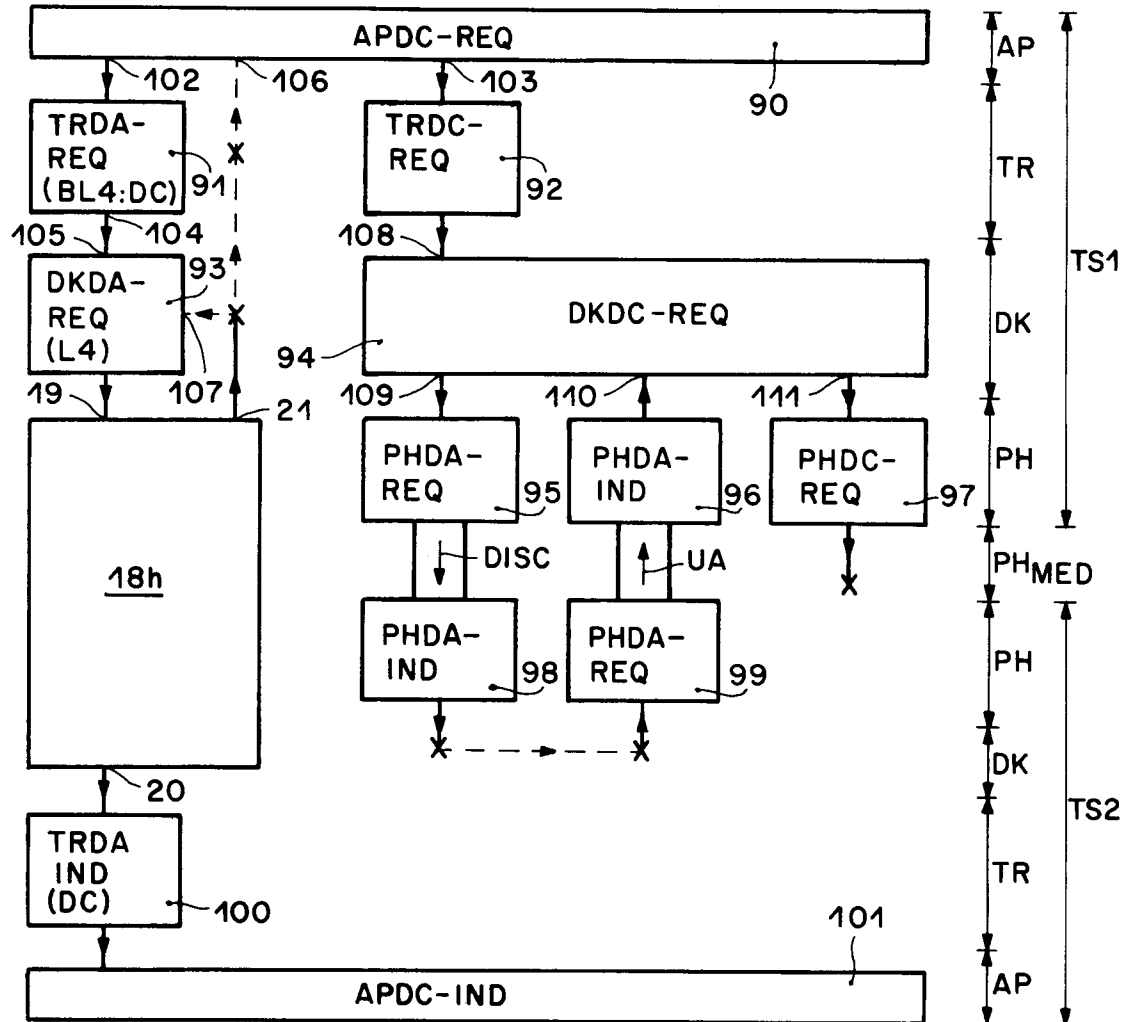 APDC-REQ
AP
102
106
103
90
TRDA-
REQ
(BL4:DC)
91
TRDC-
REQ
92
TR
104
105
108
TS1
93
DKDA-
REQ
(L4)
DKDC-REQ
94
DK
107
19
21
109
110
111
PHDA-
REQ
95
PHDA-
IND
96
PHDC-
REQ
97
PH
18h
DISC
UA
PHMED
PHDA-
IND
98
PHDA-
REQ
99
PH
DK
20
TS2
TRDA
IND
(DC)
100
TR
101
APDC-IND
AP